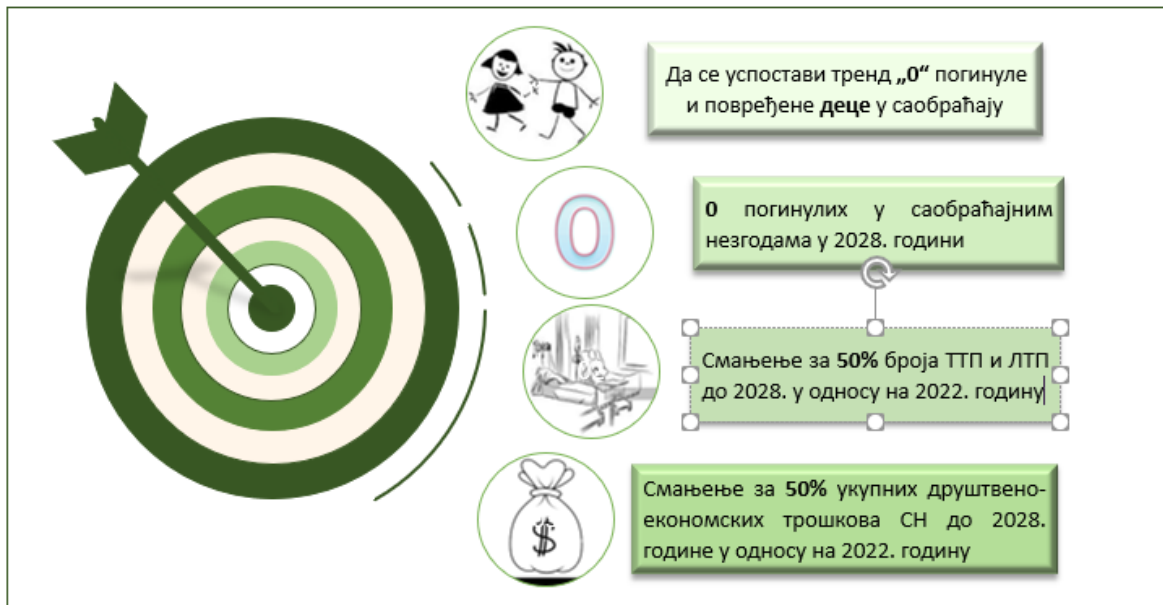 Да се успостави тренд „0“ погинуле
и повређене деце у саобраћају
0 погинулих у саобраћајним
незгодама у 2028. години
0
Смањење за 50% броја ТТП и ЛТП
до 2028. у односу на 2022. годину
Смањење за 50% укупних друштвено-
економских трошкова СН до 2028.
године у односу на 2022. годину
$